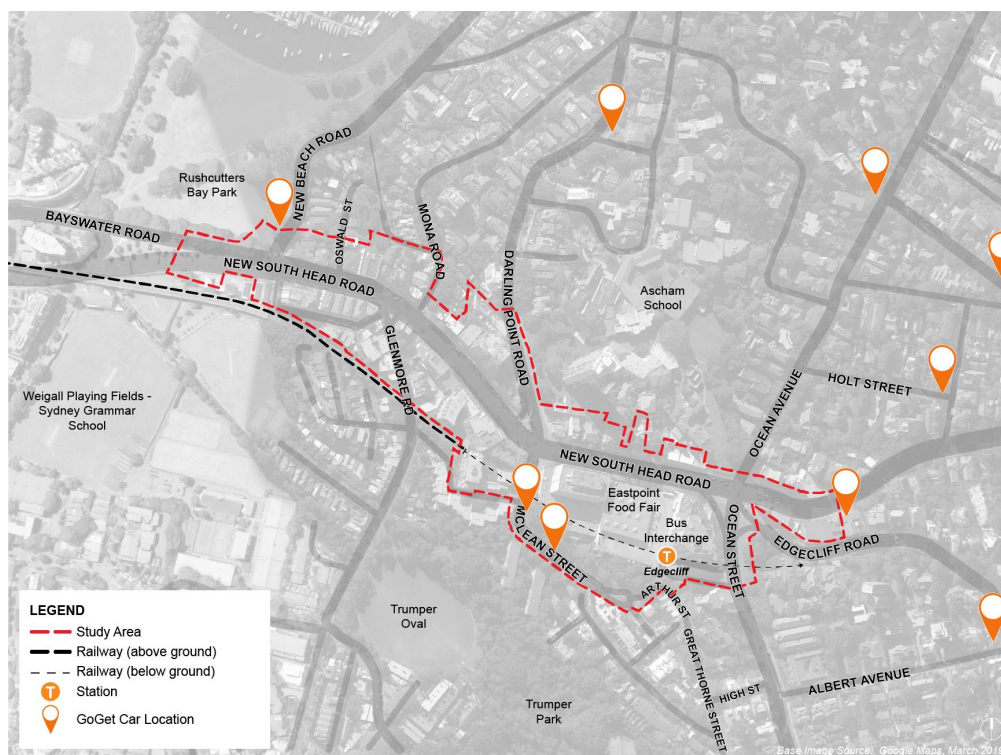 Rushcutters
Bay Park
NEW BEACH ROAD
BAYSWATER ROAD
OSWALD ST
MONA ROAD
NEW SOUTH HEAD ROAD
DARLING POINT ROAD
Ascham
School
GLENMORE RD
Weigall Playing Fields -
Sydney Grammar
School
HOLT STREET
OCEAN AVENUE
NEW SOUTH HEAD ROAD
Eastpoint
Food Fair
Bus
Interchange
MCLEAN STREET
OCEAN STREET
EDGECLIFF ROAD
T
Edgecliff
ARTHUR ST
Trumper
Oval
GREAT THORNE STREET
HIGH ST
ALBERT AVENUE
Trumper
Park
LEGEND
Study Area
Railway (above ground)
Railway (below ground)
T Station
GoGet Car Location
Base Image Source: Google Maps, March